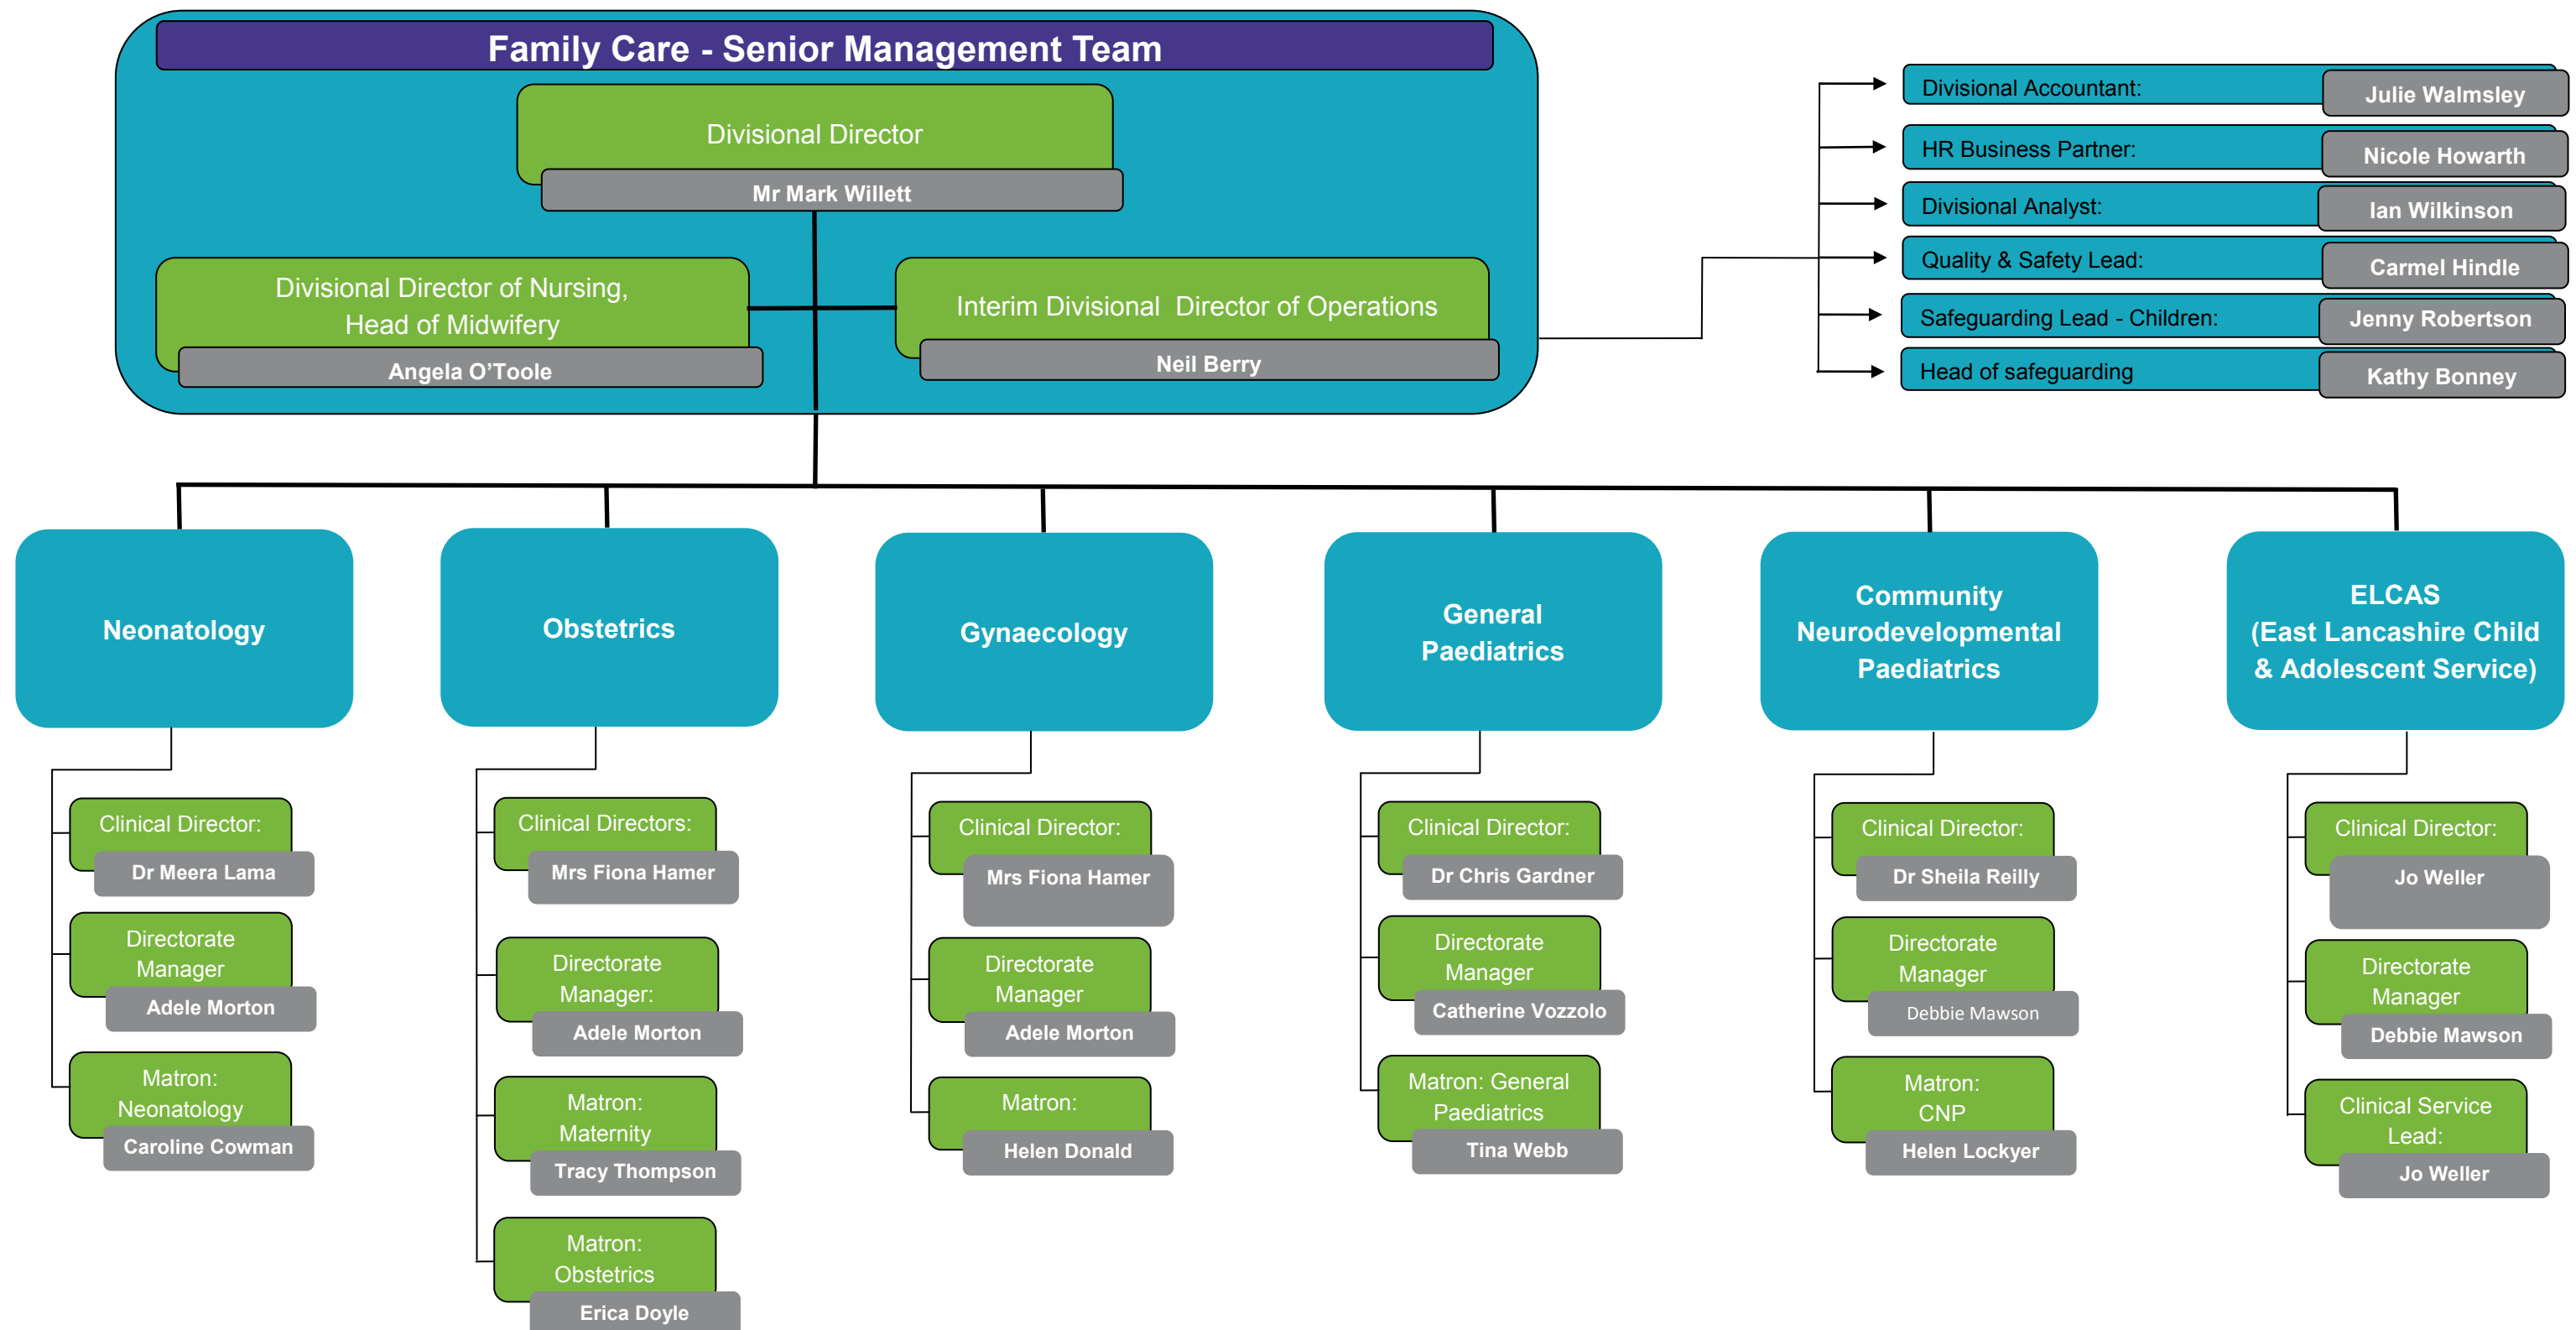 Family Care - Senior Management Team
Divisional Director
Mr Mark Willett
Divisional Director of Nursing,
Head of Midwifery
Angela O'Toole
Interim Divisional  Director of Operations
Neil Berry
Divisional Accountant:
Julie Walmsley
HR Business Partner:
Nicole Howarth
Divisional Analyst:
Ian Wilkinson
Quality & Safety Lead:
Carmel Hindle
Safeguarding Lead - Children:
Jenny Robertson
Head of safeguarding
Kathy Bonney
Neonatology
Clinical Director:
Dr Meera Lama
Directorate
Manager
Adele Morton
Matron:
Neonatology
Caroline Cowman
Obstetrics
Clinical Directors:
Mrs Fiona Hamer
Directorate
Manager:
Adele Morton
Matron:
Maternity
Tracy Thompson
Matron:
Obstetrics
Erica Doyle
Gynaecology
Clinical Director:
Mrs Fiona Hamer
Directorate
Manager
Adele Morton
Matron:
Helen Donald
General
Paediatrics
Clinical Director:
Dr Chris Gardner
Directorate
Manager
Catherine Vozzolo
Matron: General
Paediatrics
Tina Webb
Community
Neurodevelopmental
Paediatrics
Clinical Director:
Dr Sheila Reilly
Directorate
Manager
Debbie Mawson
Matron:
CNP
Helen Lockyer
ELCAS
(East Lancashire Child
& Adolescent Service)
Clinical Director:
Jo Weller
Directorate
Manager
Debbie Mawson
Clinical Service
Lead:
Jo Weller